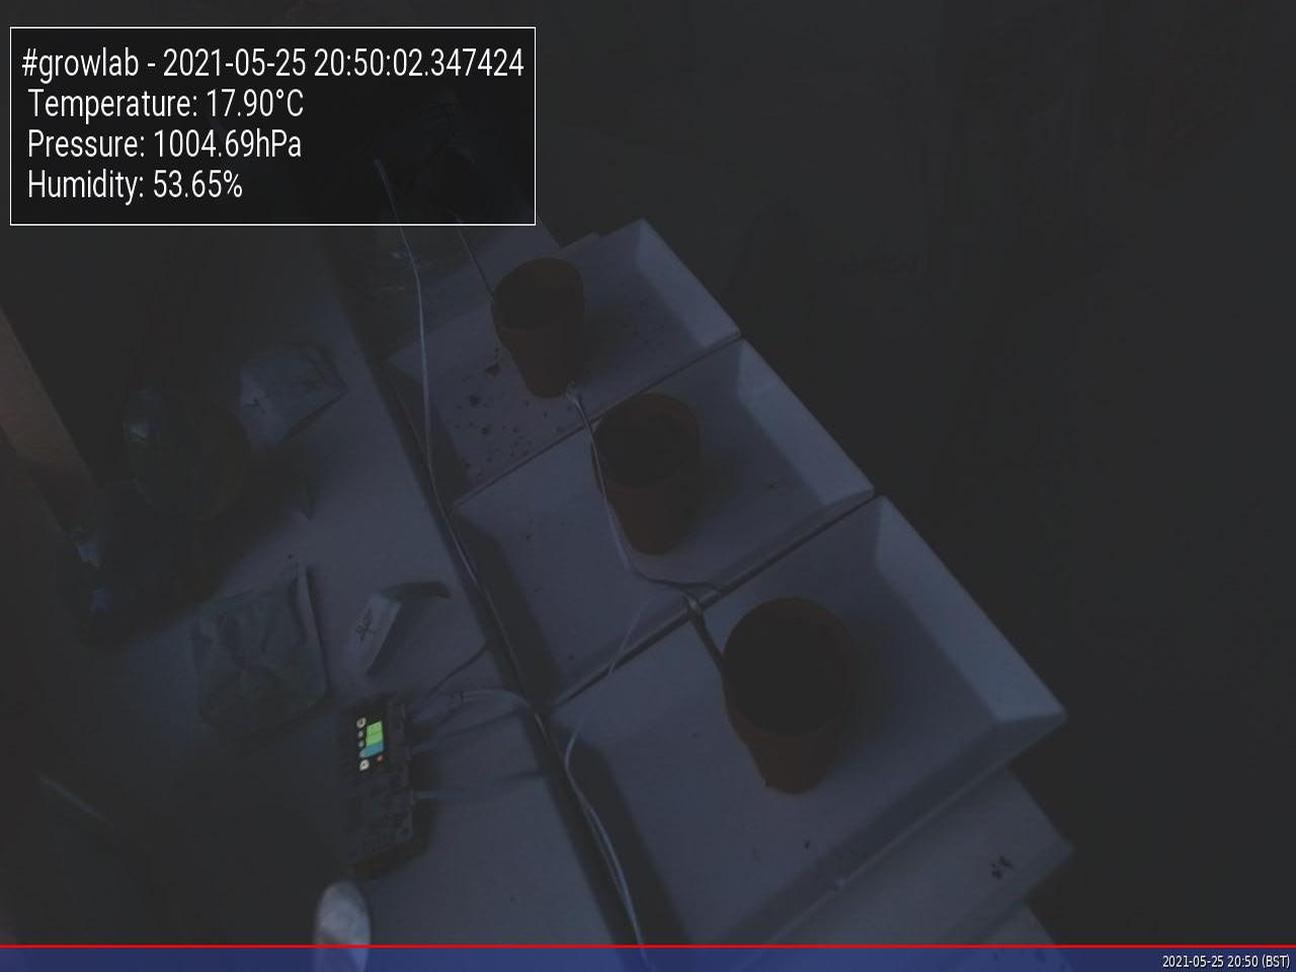 #growlab - 2021-05-25 20:50:02.347424
Temperature: 17.90°C
Pressure: 1004.69hPa
Humidity: 53.65%
2021-05-25 20:50 (BST)